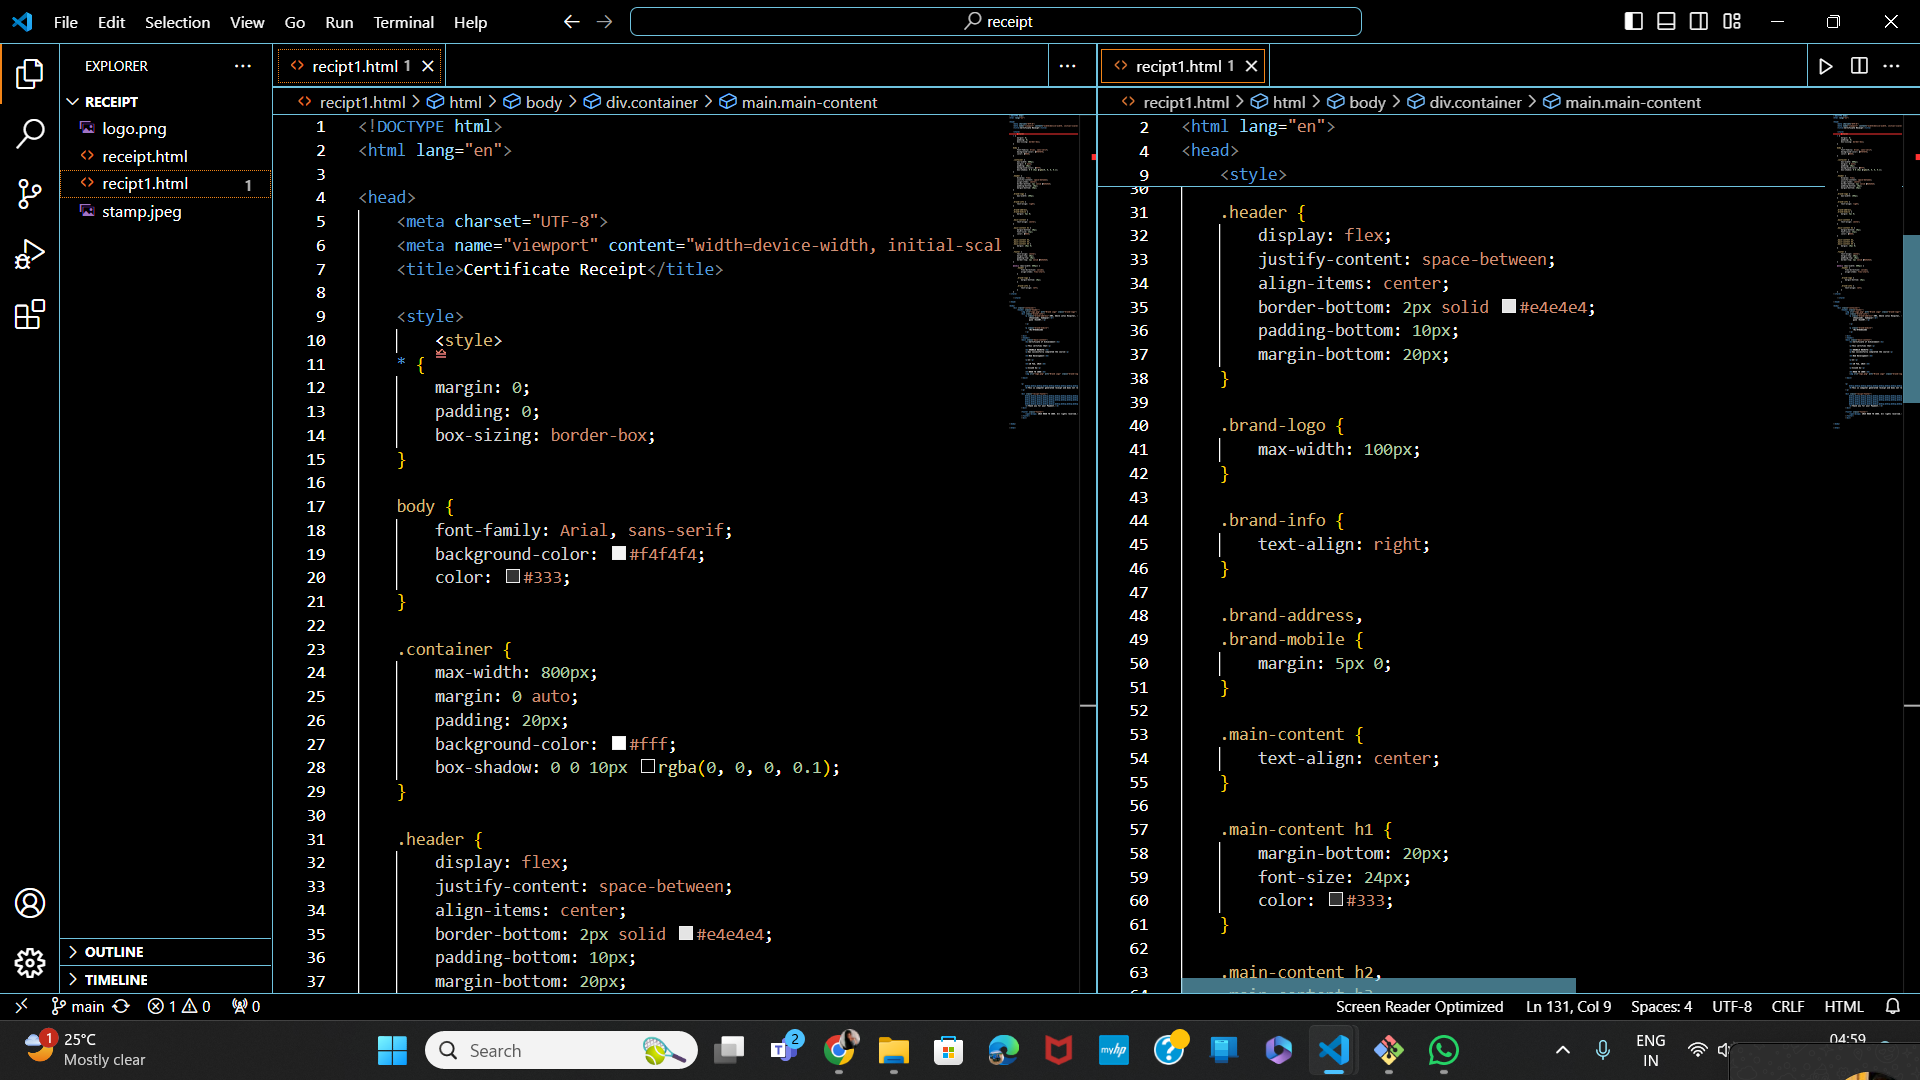 File Edit Selection View Go Run Terminal Help
receipt
EXPLORER
RECEIPT
logo.png
receipt.html
recipt1.html 1
stamp.jpeg
OUTLINE
TIMELINE
recipt1.html 1
recipt1.html > html > body > div.container > main.main-content
1 <!DOCTYPE html>
2 <html lang="en">
3
4 <head>
5 <meta charset="UTF-8">
6 <meta name="viewport" content="width=device-width, initial-scal
7 <title>Certificate Receipt</title>
8
9 <style>
10 <style>
11 * {
12 margin: 0;
13 padding: 0;
14 box-sizing: border-box;
15 }
16
17 body {
18 font-family: Arial, sans-serif;
19 background-color: #f4f4f4;
20 color: #333;
21 }
22
23 .container {
24 max-width: 800px;
25 margin: 0 auto;
26 padding: 20px;
27 background-color: #fff;
28 box-shadow: 0 0 10px rgba(0, 0, 0, 0.1);
29 }
30
31 .header {
32 display: flex;
33 justify-content: space-between;
34 align-items: center;
35 border-bottom: 2px solid #e4e4e4;
36 padding-bottom: 10px;
37 margin-bottom: 20px;
recipt1.html 1
recipt1.html > html > body > div.container > main.main-content
2 <html lang="en">
4 <head>
9 <style>
30
31 .header {
32 display: flex;
33 justify-content: space-between;
34 align-items: center;
35 border-bottom: 2px solid #e4e4e4;
36 padding-bottom: 10px;
37 margin-bottom: 20px;
38 }
39
40 .brand-logo {
41 max-width: 100px;
42 }
43
44 .brand-info {
45 text-align: right;
46 }
47
48 .brand-address,
49 .brand-mobile {
50 margin: 5px 0;
51 }
52
53 .main-content {
54 text-align: center;
55 }
56
57 .main-content h1 {
58 margin-bottom: 20px;
59 font-size: 24px;
60 color: #333;
61 }
62
63 .main-content h2,
main 1 0 0
Screen Reader Optimized Ln 131, Col 9 Spaces: 4 UTF-8 CRLF HTML
1
25°C
Mostly clear
Search
2
myhp
ENG
IN
04:59